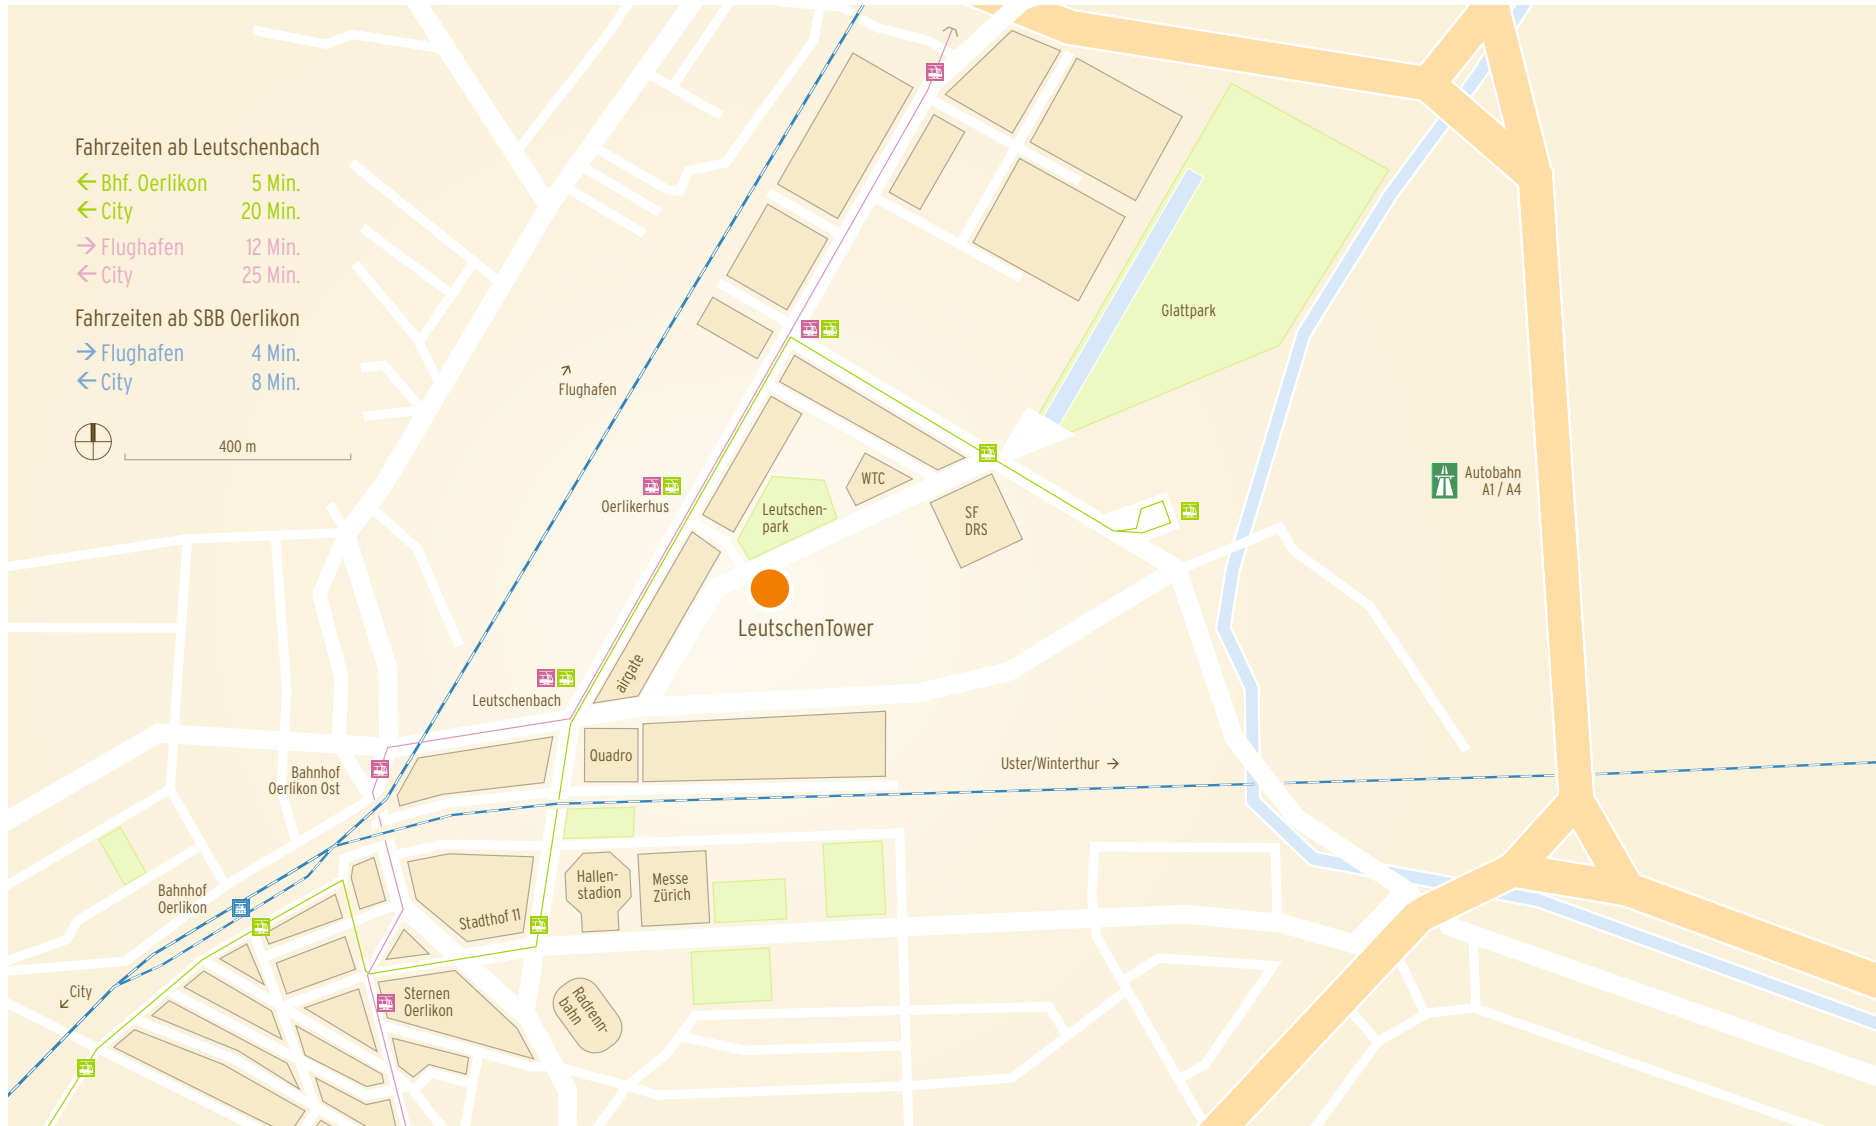 Fahrzeiten ab Leutschenbach
← Bhf. Oerlikon 5 Min.
← City 20 Min.
→ Flughafen 12 Min.
← City 25 Min.
Fahrzeiten ab SBB Oerlikon
→ Flughafen 4 Min.
← City 8 Min.
400 m
Flughafen
Glattpark
Oerlikerhus
WTC
Leutschen-
park
SF
DRS
Autobahn
A1 / A4
LeutschenTower
airgate
Leutschenbach
Quadro
Uster/Winterthur →
Bahnhof
Oerlikon Ost
Bahnhof
Oerlikon
Hallen-
stadion
Messe
Zürich
Stadthof 11
City
Sternen
Oerlikon
Radrenn-
bahn